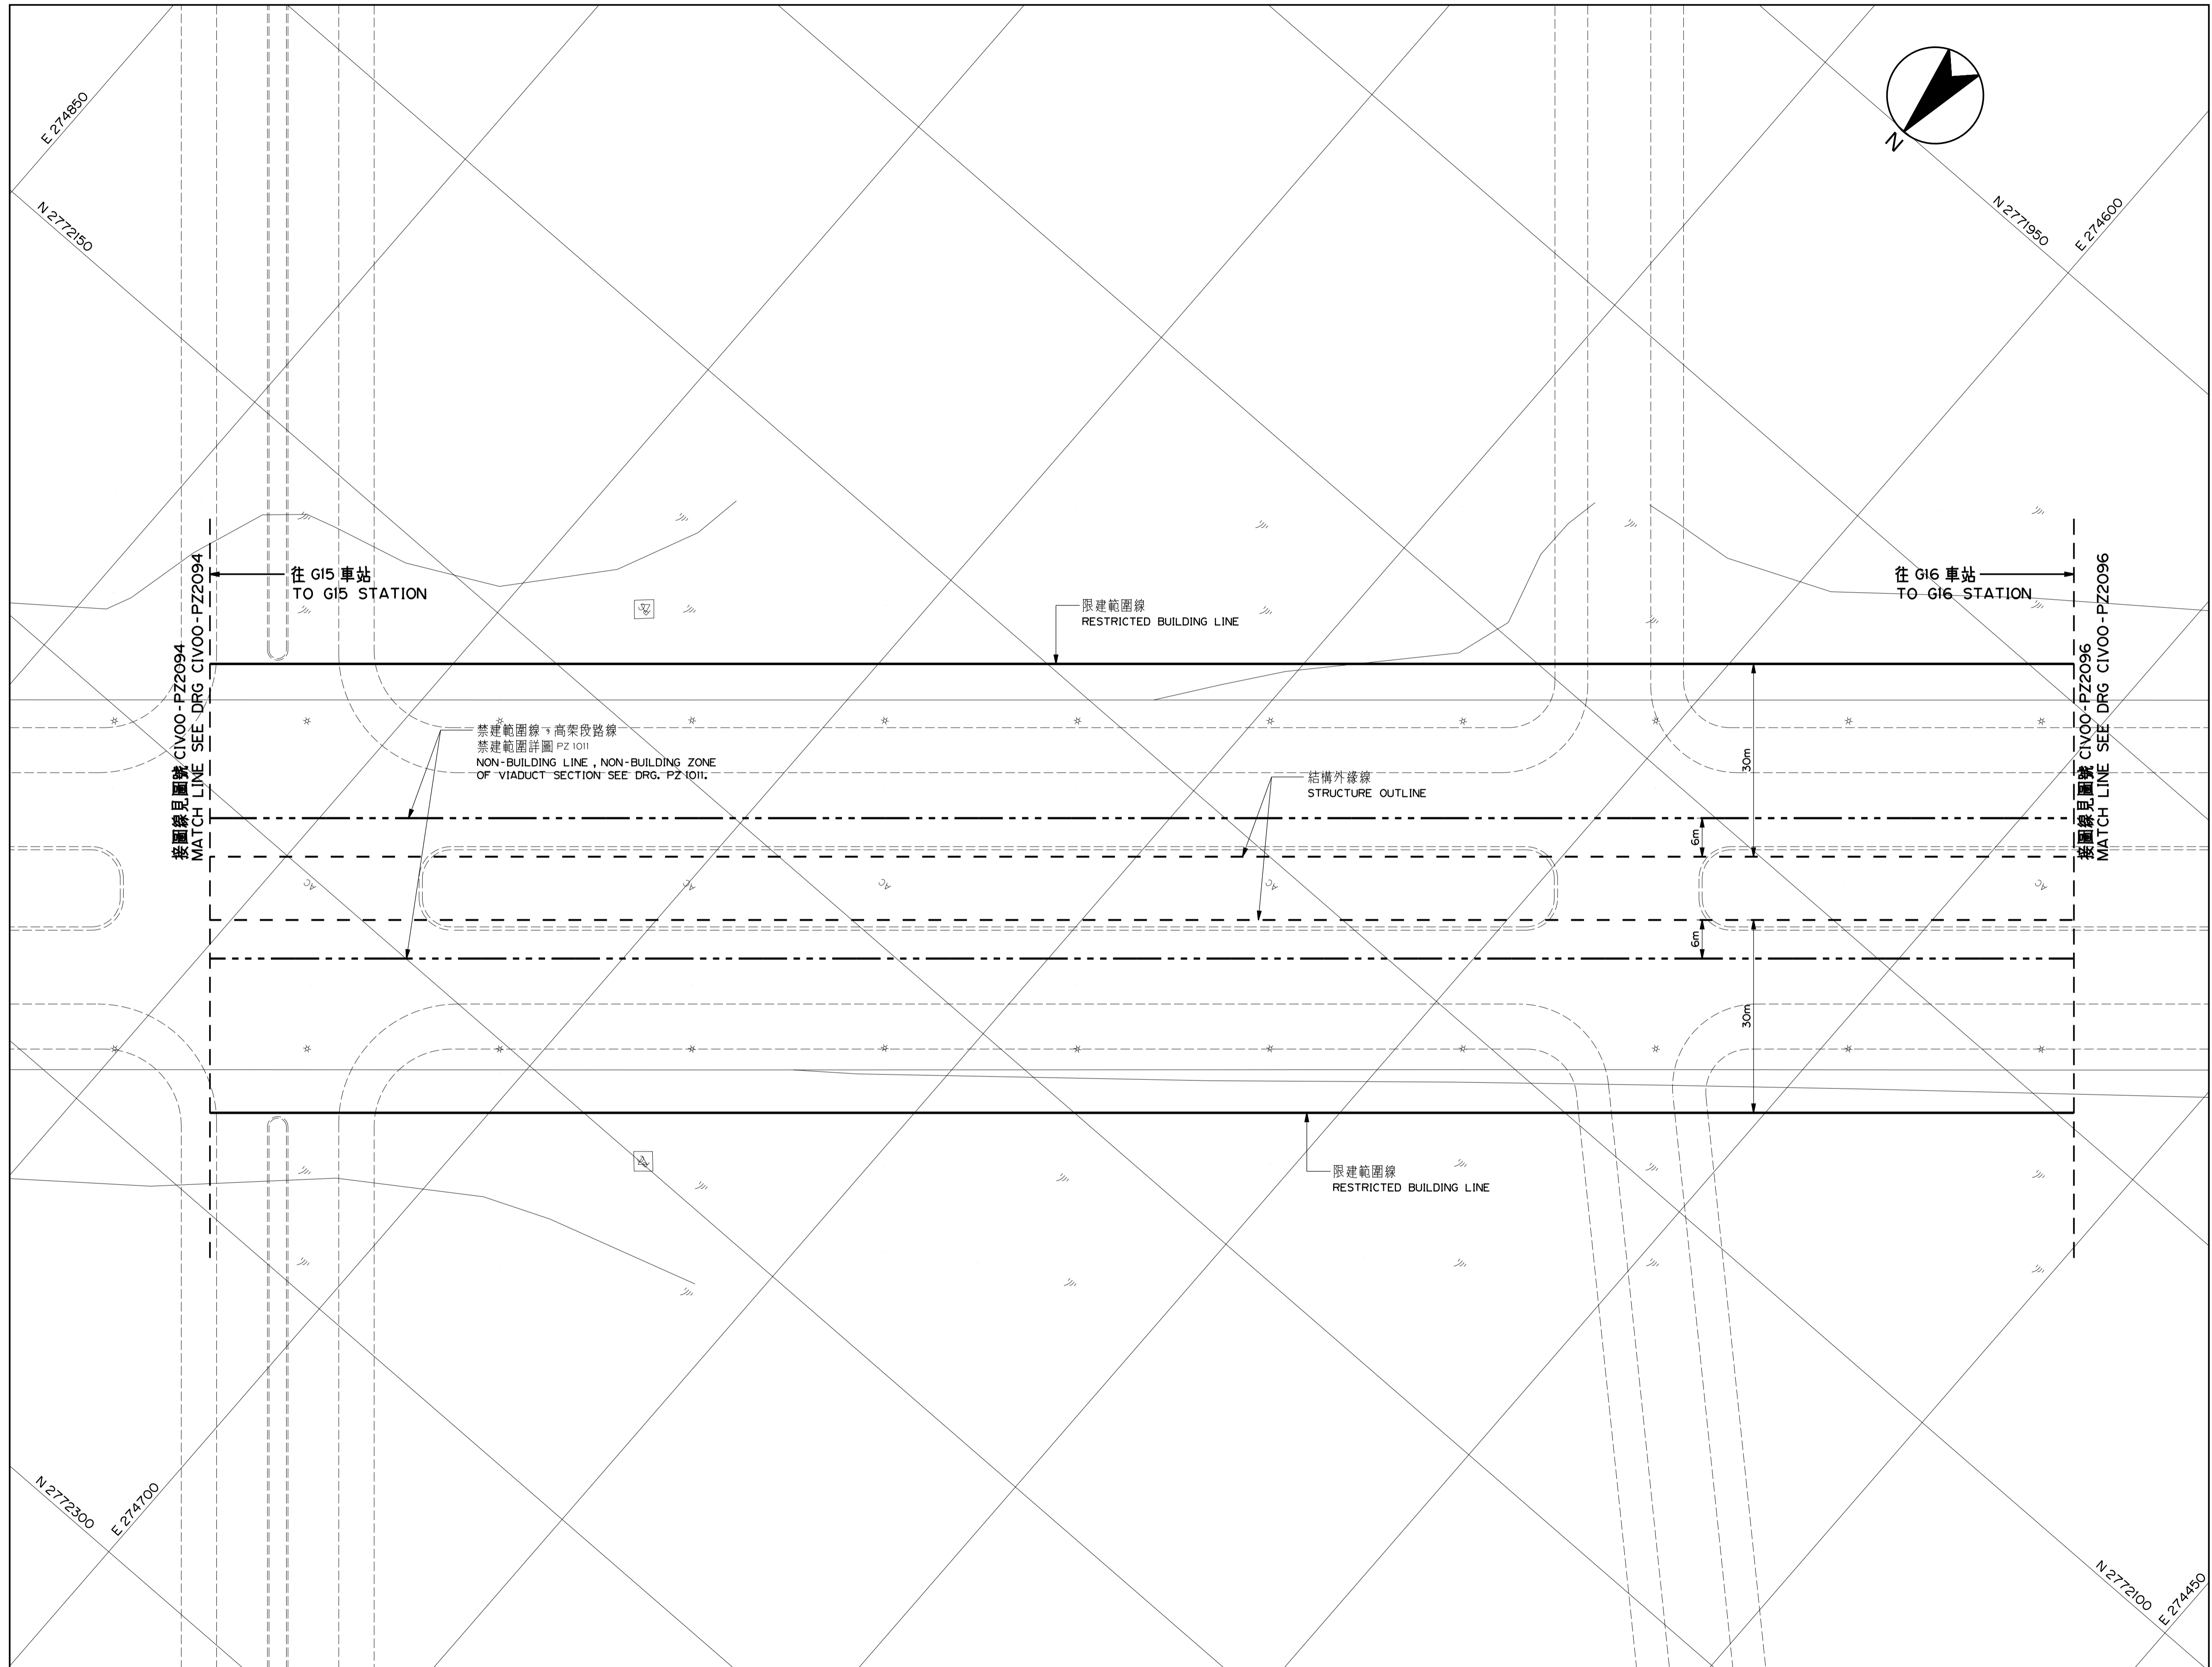 E 274850
N 2772150
N
N 2771950
E 274600
往 G15 車站
TO G15 STATION
往 G16 車站
TO G16 STATION
接圖線見圖號 CIV00-PZ2094
MATCH LINE SEE DRG CIV00-PZ2094
限建範圍線
RESTRICTED BUILDING LINE
接圖線見圖號 CIV00-PZ2096
MATCH LINE SEE DRG CIV00-PZ2096
禁建範圍線，高架段路線
禁建範圍詳圖 PZ 1011
NON-BUILDING LINE , NON-BUILDING ZONE
OF VIADUCT SECTION SEE DRG. PZ 1011.
30m
結構外緣線
STRUCTURE OUTLINE
6m
AC
AC
AC
AC
AC
6m
30m
限建範圍線
RESTRICTED BUILDING LINE
N 2772300
E 274700
N 2772100
E 274450